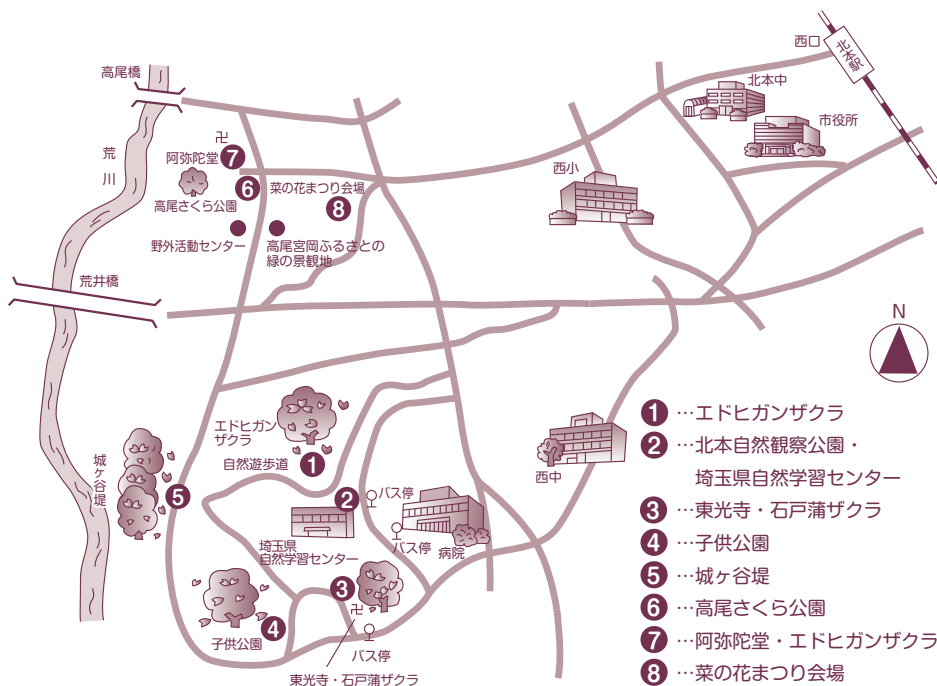 高尾橋
荒川
卍
阿弥陀堂
7
6
高尾さくら公園
菜の花まつり会場
8
野外活動センター
高尾宮岡ふるさとの
緑の景観地
荒井橋
西口
北本駅
北本中
市役所
西小
N
エドヒガン
ザクラ
自然遊歩道
1
城ヶ谷堤
5
2
バス停
埼玉県
自然学習センター
バス停
病院
西中
3
卍
子供公園
4
バス停
東光寺・石戸蒲ザクラ
1…エドヒガンザクラ
2…北本自然観察公園・
埼玉県自然学習センター
3…東光寺・石戸蒲ザクラ
4…子供公園
5…城ヶ谷堤
6…高尾さくら公園
7…阿弥陀堂・エドヒガンザクラ
8…菜の花まつり会場